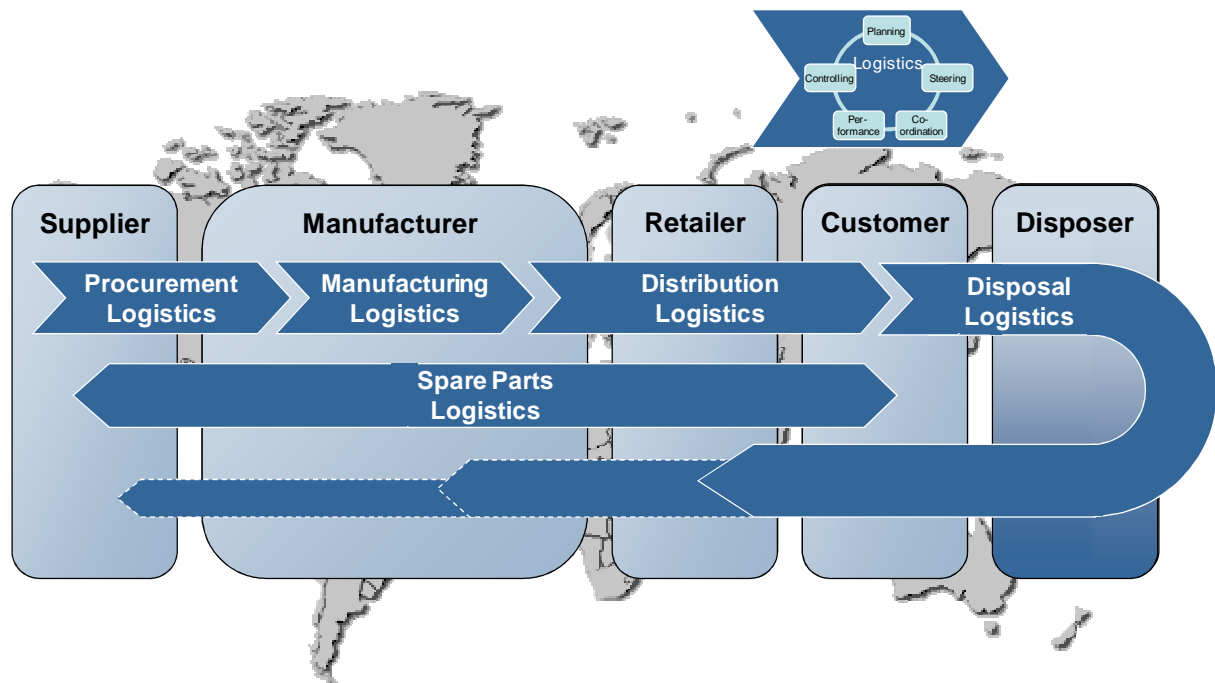 Planning
Logistics
Controlling
Steering
Per-
formance
Co-
ordination
Supplier
Manufacturer
Retailer
Customer
Disposer
Procurement
Logistics
Manufacturing
Logistics
Distribution
Logistics
Disposal
Logistics
Spare Parts
Logistics